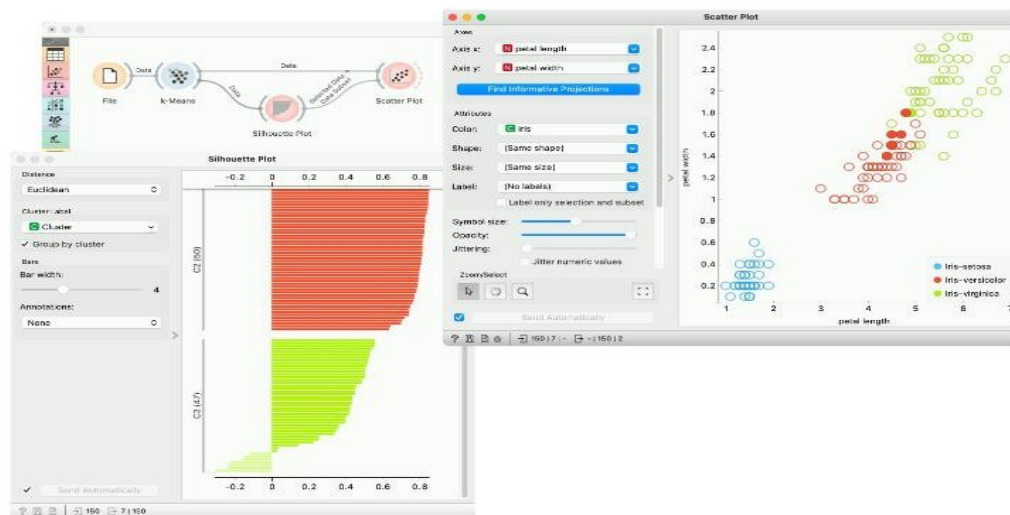 Data
Data
Selected Data → Data
Data Subset
File
k-Means
Scatter Plot
Silhouette Plot
Silhouette Plot
Distance
Euclidean
Cluster Label
Cluster
Group by cluster
Bars
Bar width:
4
Annotations:
None
Send Automatically
150
7 | 150
-0.2 0 0.2 0.4 0.6 0.8
C2 (50)
C3 (47)
-0.2 0 0.2 0.4 0.6 0.8
Scatter Plot
Axes
Axis x: N petal length
Axis y: N petal width
Find Informative Projections
Attributes
Color: C iris
Shape: (Same shape)
Size: (Same size)
Label: (No labels)
Label only selection and subset
Symbol size:
Opacity:
Jittering:
Jitter numeric values
Zoom/Select
Send Automatically
150 | 7 | -
- | 150 | 2
petal width
2.4
2.2
2
1.8
1.6
1.4
1.2
1
0.8
0.6
0.4
0.2
Iris-setosa
Iris-versicolor
Iris-virginica
1 2 3 4 5 6 7
petal length